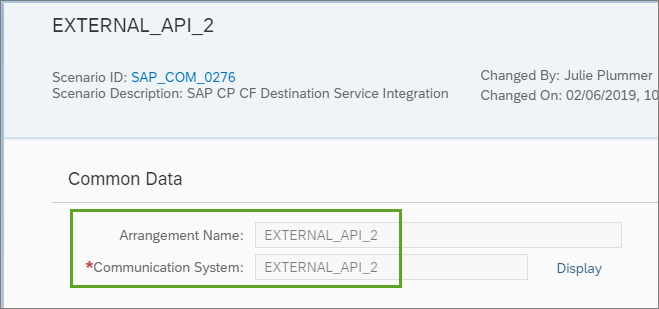 EXTERNAL_API_2
Scenario ID: SAP_COM_0276
Changed By: Julie Plummer
Scenario Description: SAP CP CF Destination Service Integration
Changed On: 02/06/2019, 10
Common Data
Arrangement Name: EXTERNAL_API_2
*Communication System: EXTERNAL_API_2 Display